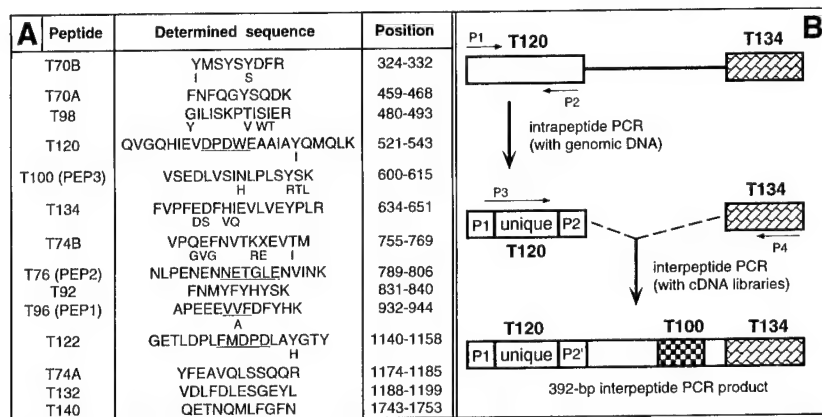 A Peptide Determined sequence Position
T70B YMSYSYDFR 324-332
I S
T70A FNFQGYSQDK 459-468
T98 GILISKPTISIER 480-493
Y V WT
T120 QVGQHIEVDPDWEAAIAYQMQLK 521-543
I
T100 (PEP3) VSEDLVSINLPLSYSK 600-615
H RTL
T134 FVPFEDFHIEVLVEYPLR 634-651
DS VQ
T74B VPQEFNVTKXEVTM 755-769
GVG RE I
T76 (PEP2) NLPENENNETGLENVINK 789-806
T92 FNMYFYHYSK 831-840
T96 (PEP1) APEEEVVFDFYHK 932-944
A
T122 GETLDPLFMDPDLAYGTY 1140-1158
H
T74A YFEAVQLSSQQR 1174-1185
T132 VDLFDLESGEYL 1188-1199
T140 QETNQMLFGFN 1743-1753
B
P1 T120 T134
P2
intrapeptide PCR
(with genomic DNA)
P3 T134
P1 unique P2
T120 P4
interpeptide PCR
(with cDNA libraries)
T120 T100 T134
P1 unique P2'
392-bp interpeptide PCR product